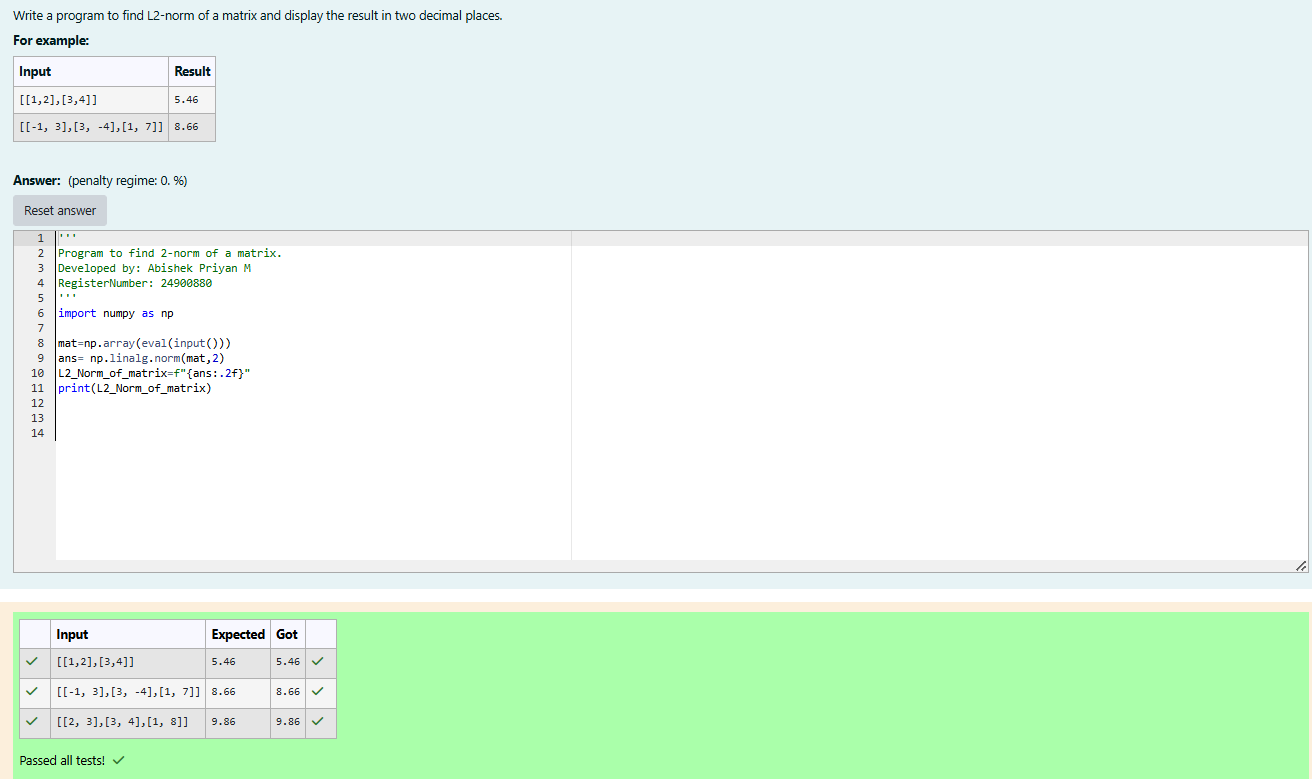 Write a program to find L2-norm of a matrix and display the result in two decimal places.
For example:
Input Result
[[1,2],[3,4]] 5.46
[[-1, 3],[3, -4],[1, 7]] 8.66
Answer: (penalty regime: 0. %)
Reset answer
1 '''
2 Program to find 2-norm of a matrix.
3 Developed by: Abishek Priyan M
4 RegisterNumber: 24900880
5 '''
6 import numpy as np
7
8 mat=np.array(eval(input()))
9 ans= np.linalg.norm(mat,2)
10 L2_Norm_of_matrix=f"{ans:.2f}"
11 print(L2_Norm_of_matrix)
12
13
14
Input Expected Got
[[1,2],[3,4]] 5.46 5.46
[[-1, 3],[3, -4],[1, 7]] 8.66 8.66
[[2, 3],[3, 4],[1, 8]] 9.86 9.86
Passed all tests!